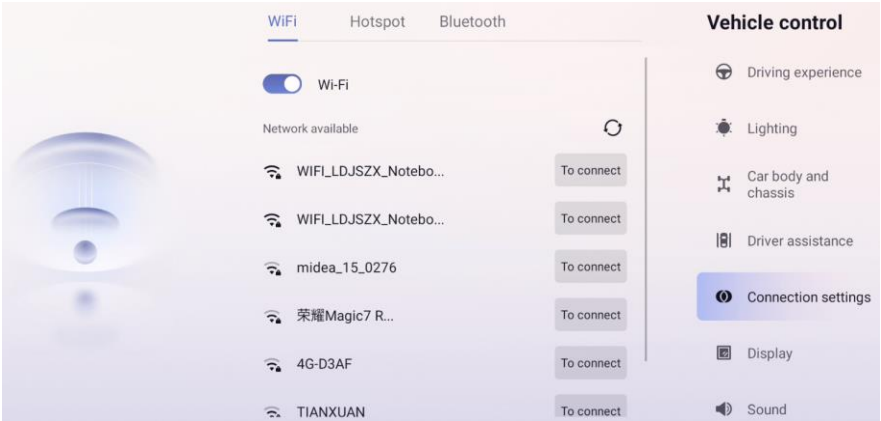 WiFi
Hotspot
Bluetooth
Wi-Fi
Network available
WIFI_LDJSZX_Notebo...
To connect
WIFI_LDJSZX_Notebo...
To connect
midea_15_0276
To connect
荣耀Magic7 R...
To connect
4G-D3AF
To connect
TIANXUAN
To connect
Vehicle control
Driving experience
Lighting
Car body and
chassis
Driver assistance
Connection settings
Display
Sound